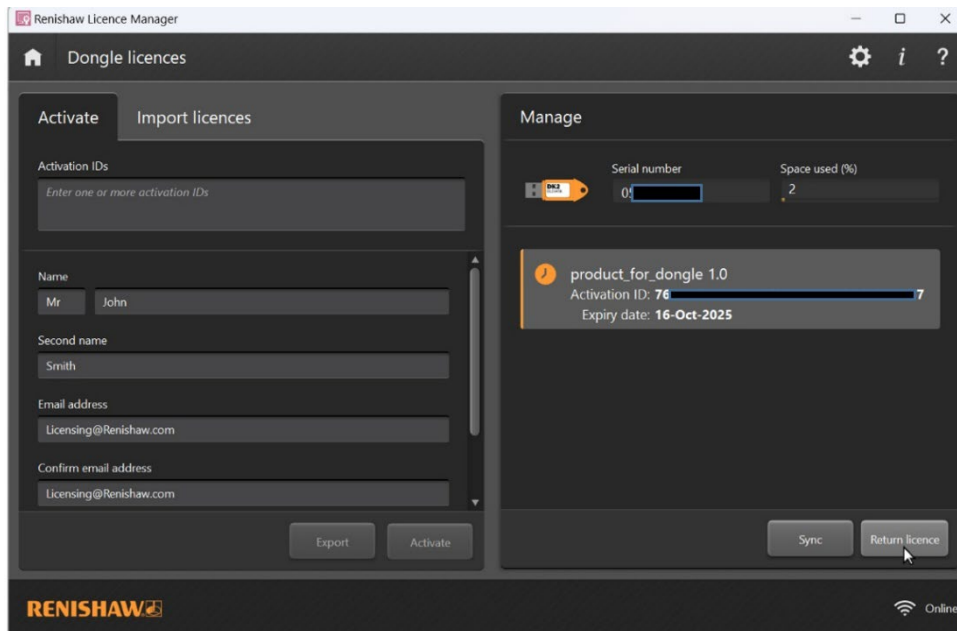 Renishaw Licence Manager
Dongle licences
i ?
Activate Import licences
Activation IDs
Enter one or more activation IDs
Name
Mr John
Second name
Smith
Email address
Licensing@Renishaw.com
Confirm email address
Licensing@Renishaw.com
Export Activate
Manage
Serial number Space used (%)
2
product_for_dongle 1.0
Activation ID: 76 7
Expiry date: 16-Oct-2025
Sync Return licence
RENISHAW
Online